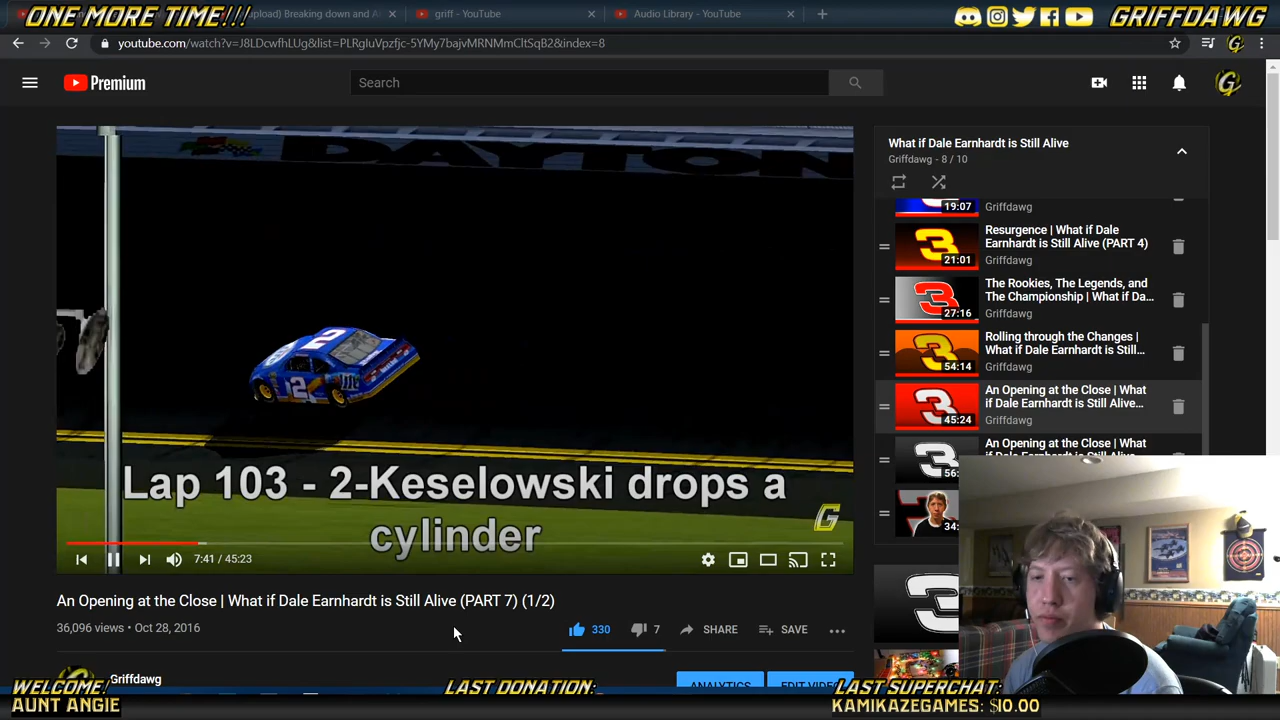 ONE MORE TIME!!!
pload) Breaking down and A
griff - YouTube
Audio Library - YouTube
GRIFFDAWG
youtube.com/watch?v=J8LDcwfhLUg&list=PLRgIuVpzfjc-5YMy7bajvMRNMmCltSqB2&index=8
Premium
Search
DAYTON
What if Dale Earnhardt is Still Alive
Griffdawg - 8 / 10
19:07
Griffdawg
Resurgence | What if Dale
Earnhardt is Still Alive (PART 4)
21:01
Griffdawg
The Rookies, The Legends, and
The Championship | What if Da...
27:16
Griffdawg
Rolling through the Changes |
What if Dale Earnhardt is Still...
54:14
Griffdawg
An Opening at the Close | What
if Dale Earnhardt is Still Alive...
45:24
Griffdawg
An Opening at the Close | What
56:
34:
Lap 103 - 2-Keselowski drops a
cylinder
7:41 / 45:23
An Opening at the Close | What if Dale Earnhardt is Still Alive (PART 7) (1/2)
36,096 views • Oct 28, 2016
330
7
SHARE
SAVE
Griffdawg
ANALYTICS
EDIT VIDEO
WELCOME!
AUNT ANGIE
LAST DONATION:
LAST SUPERCHAT:
KAMIKAZEGAMES: $10.00